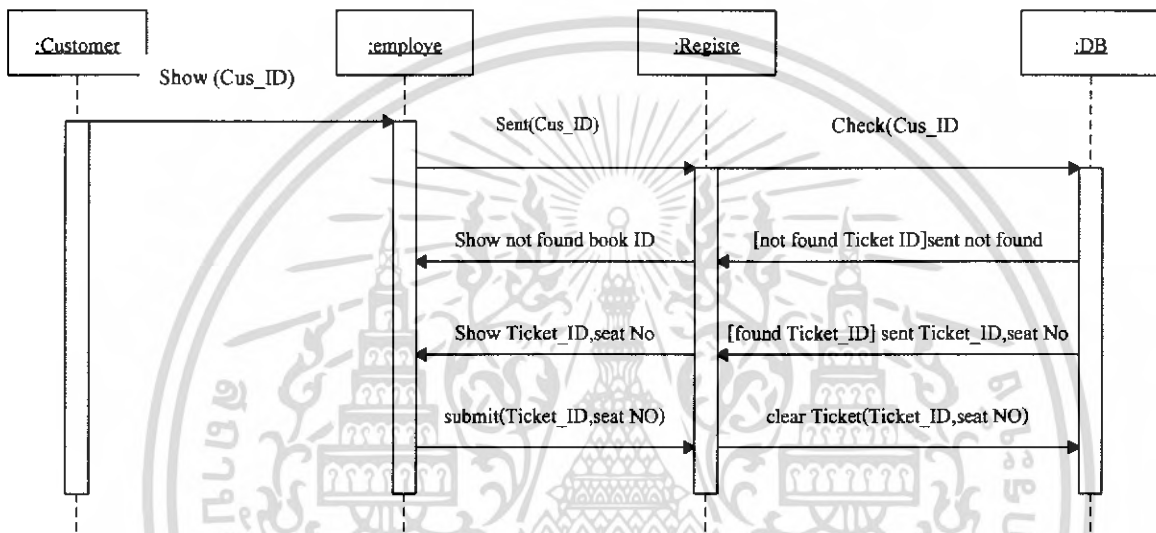 :Customer
:employe
:Registe
:DB
Show (Cus_ID)
Sent(Cus_ID)
Check(Cus_ID
Show not found book ID
[not found Ticket ID]sent not found
Show Ticket_ID,seat No
[found Ticket_ID] sent Ticket_ID,seat No
submit(Ticket_ID,seat NO)
clear Ticket(Ticket_ID,seat NO)